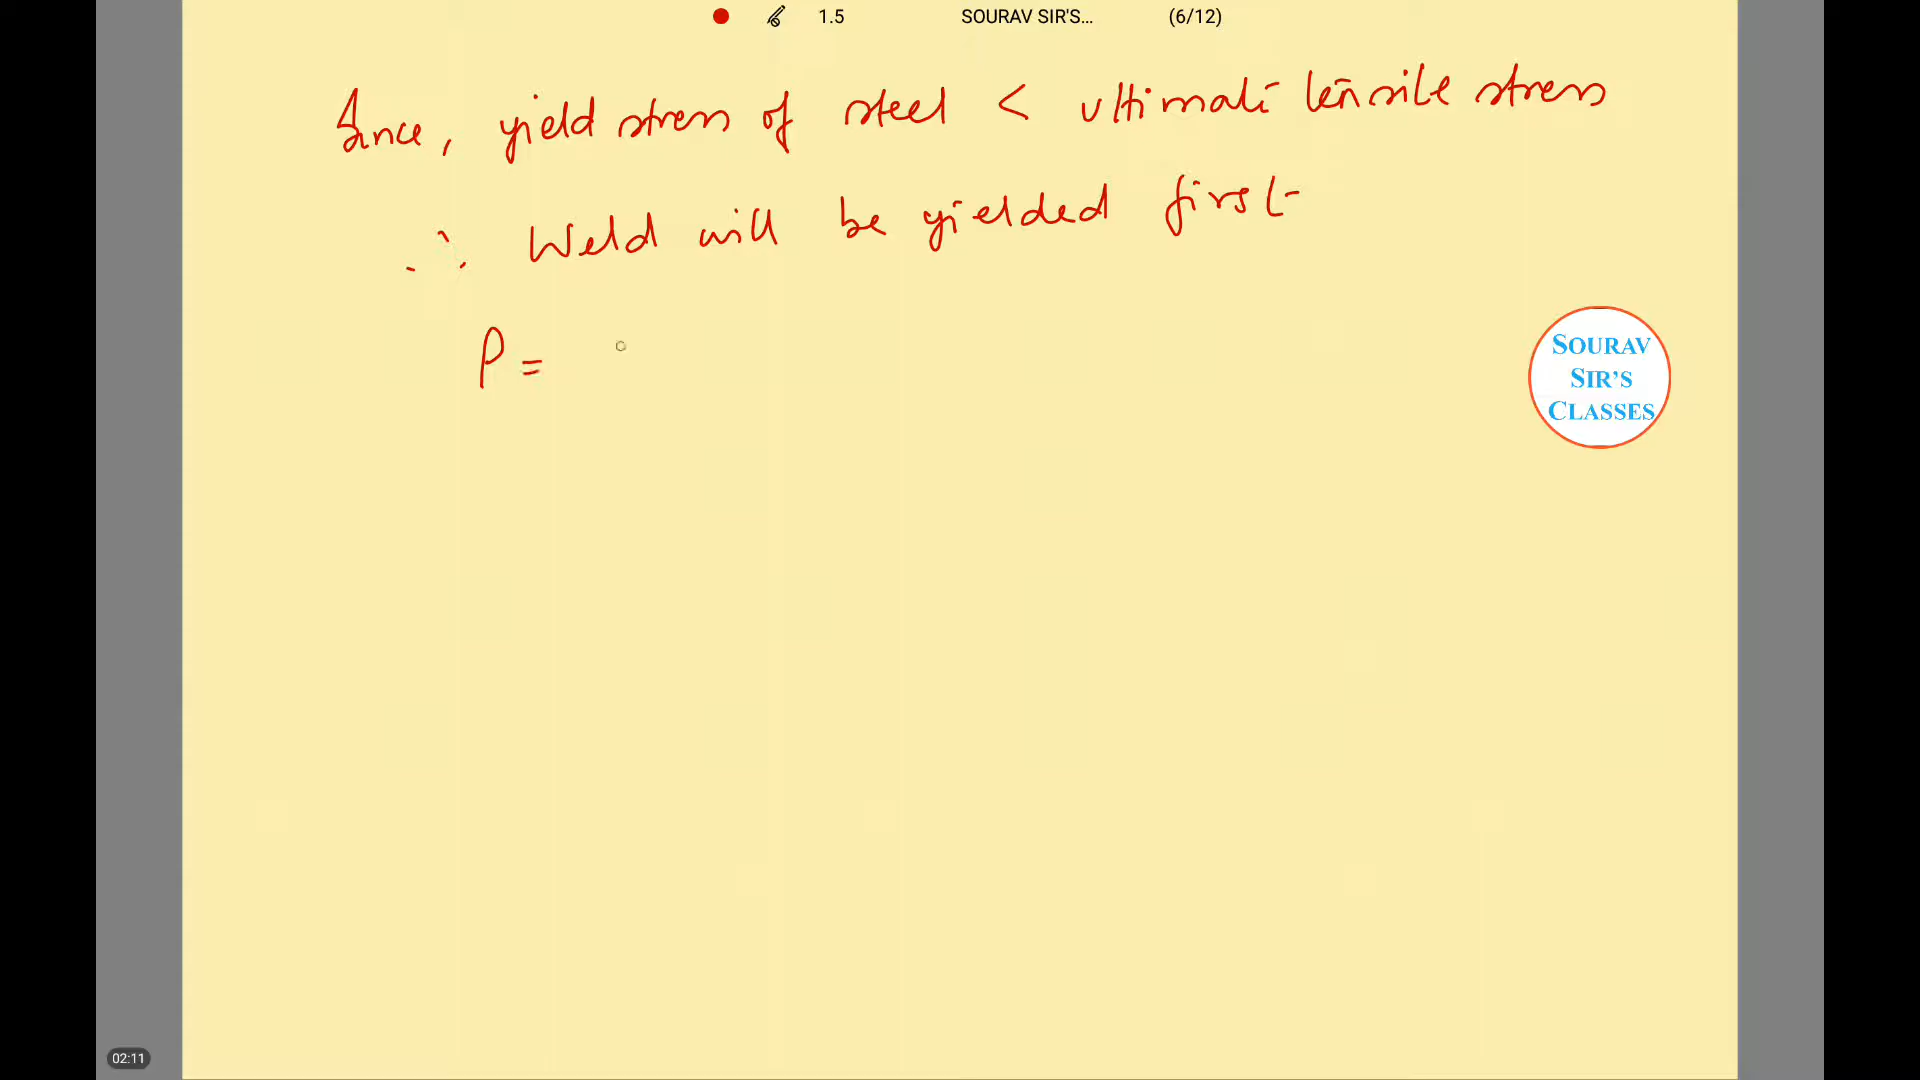 1.5 SOURAV SIR'S... (6/12)
Since, yield stress of steel < ultimate tensile stress
∴ Weld will be yielded first
P =
SOURAV
SIR'S
CLASSES
02:11